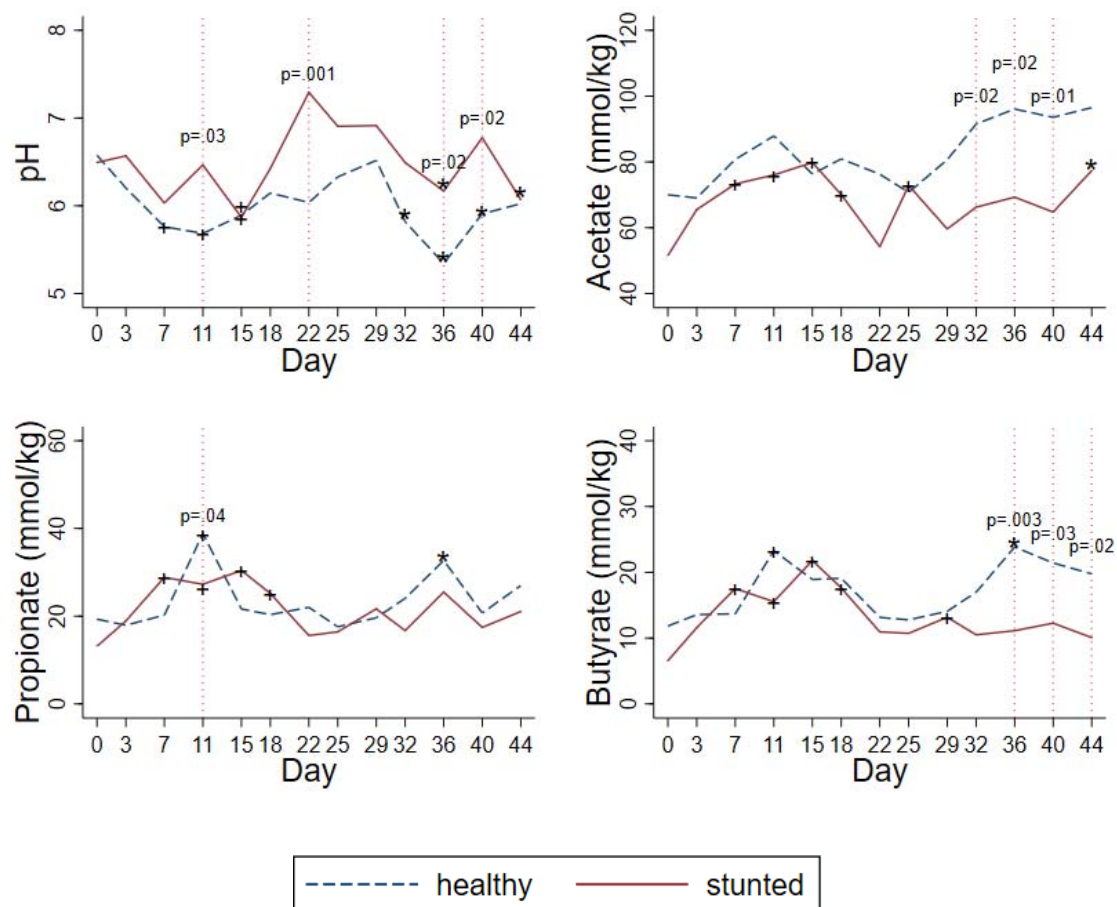 pH
8
7
6
5
p=.03
p=.001
p=.02
p=.02
0 3 7 11 15 18 22 25 29 32 36 40 44
Day
Acetate (mmol/kg)
120
100
80
60
40
p=.02
p=.02
p=.01
0 3 7 11 15 18 22 25 29 32 36 40 44
Day
Propionate (mmol/kg)
60
40
20
0
p=.04
0 3 7 11 15 18 22 25 29 32 36 40 44
Day
Butyrate (mmol/kg)
40
30
20
10
0
p=.003
p=.03
p=.02
0 3 7 11 15 18 22 25 29 32 36 40 44
Day
healthy stunted